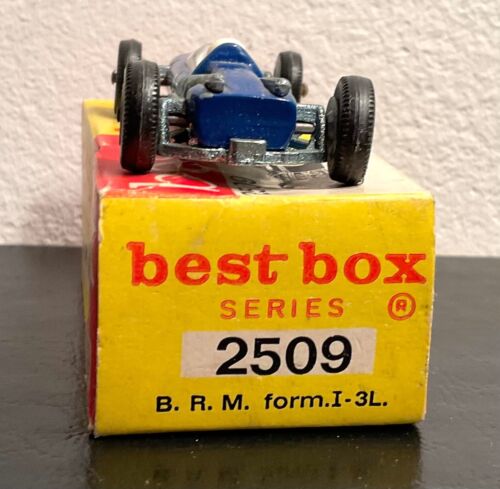 best box
SERIES Ⓡ
2509
B. R. M. form.I-3L.